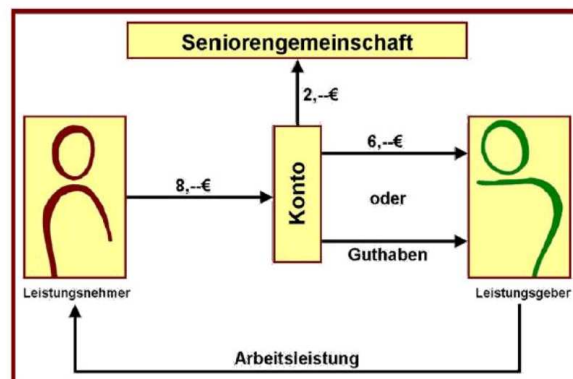 Seniorengemeinschaft
2,--€
6,--€
8,--€
Konto
oder
Guthaben
Leistungsnehmer
Leistungsgeber
Arbeitsleistung